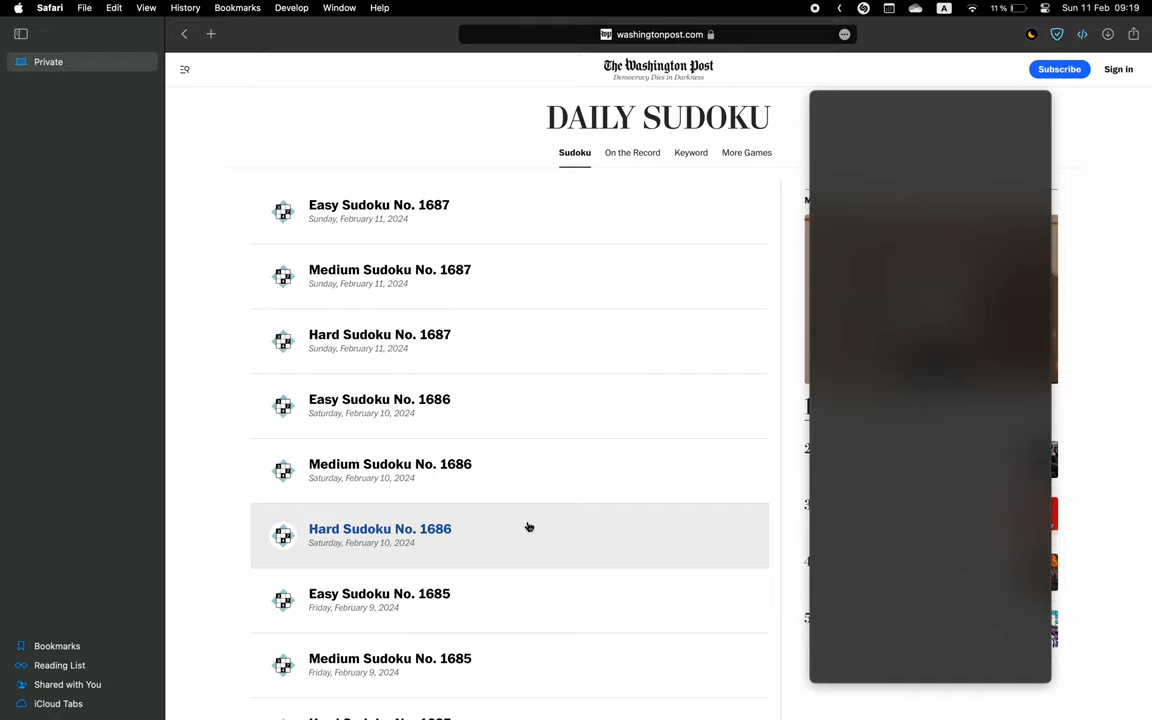 Safari File Edit View History Bookmarks Develop Window Help
A 11 % Sun 11 Feb 09:19
washingtonpost.com
Private
The Washington Post
Democracy Dies in Darkness
Subscribe Sign in
DAILY SUDOKU
Sudoku On the Record Keyword More Games
Easy Sudoku No. 1687
Sunday, February 11, 2024
Medium Sudoku No. 1687
Sunday, February 11, 2024
Hard Sudoku No. 1687
Sunday, February 11, 2024
Easy Sudoku No. 1686
Saturday, February 10, 2024
Medium Sudoku No. 1686
Saturday, February 10, 2024
Hard Sudoku No. 1686
Saturday, February 10, 2024
Easy Sudoku No. 1685
Friday, February 9, 2024
Medium Sudoku No. 1685
Friday, February 9, 2024
Bookmarks
Reading List
Shared with You
iCloud Tabs